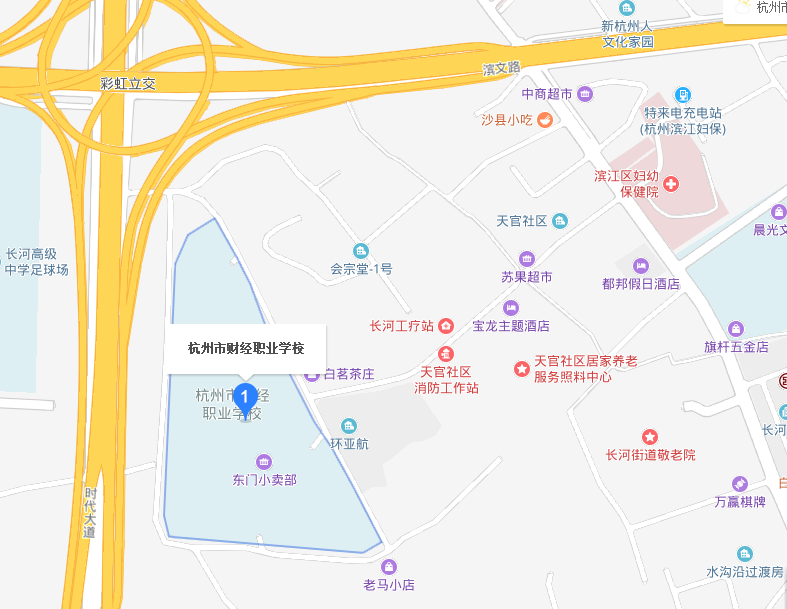 杭州市
新杭州人
文化家园
滨文路
彩虹立交
中商超市
特来电充电站
(杭州滨江妇保)
沙县小吃
滨江区妇幼
保健院
天官社区
晨光文
长河高级
中学足球场
会宗堂-1号
苏果超市
都邦假日酒店
长河工疗站
宝龙主题酒店
杭州市财经职业学校
旗杆五金店
天官社区居家养老
服务照料中心
白茗茶庄
天官社区
消防工作站
杭州市
经
职业学校
1
环亚航
长河
长河街道敬老院
东门小卖部
时代大道
万赢棋牌
水沟沿过渡房
老马小店